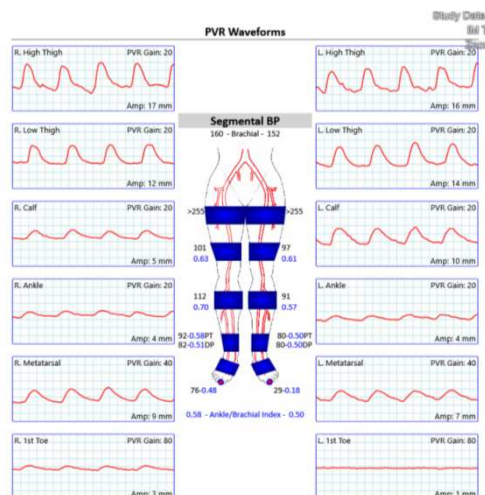 Study Date
PVR Waveforms
R. High Thigh PVR Gain: 20
Amp: 17 mm
L. High Thigh PVR Gain: 20
Amp: 16 mm
Segmental BP
160 - Brachial - 152
R. Low Thigh PVR Gain: 20
Amp: 12 mm
L. Low Thigh PVR Gain: 20
Amp: 14 mm
R. Calf PVR Gain: 20
Amp: 5 mm
>255 >255
L. Calf PVR Gain: 20
Amp: 10 mm
101 97
0.63 0.61
R. Ankle PVR Gain: 20
Amp: 4 mm
112 91
0.70 0.57
L. Ankle PVR Gain: 20
Amp: 4 mm
92-0.58PT 80-0.50PT
82-0.51DP 80-0.50DP
R. Metatarsal PVR Gain: 40
Amp: 9 mm
76-0.48 29-0.18
L. Metatarsal PVR Gain: 40
Amp: 7 mm
0.58 - Ankle/Brachial Index - 0.50
R. 1st Toe PVR Gain: 80
Amp: 3 mm
L. 1st Toe PVR Gain: 80
Amp: 1 mm